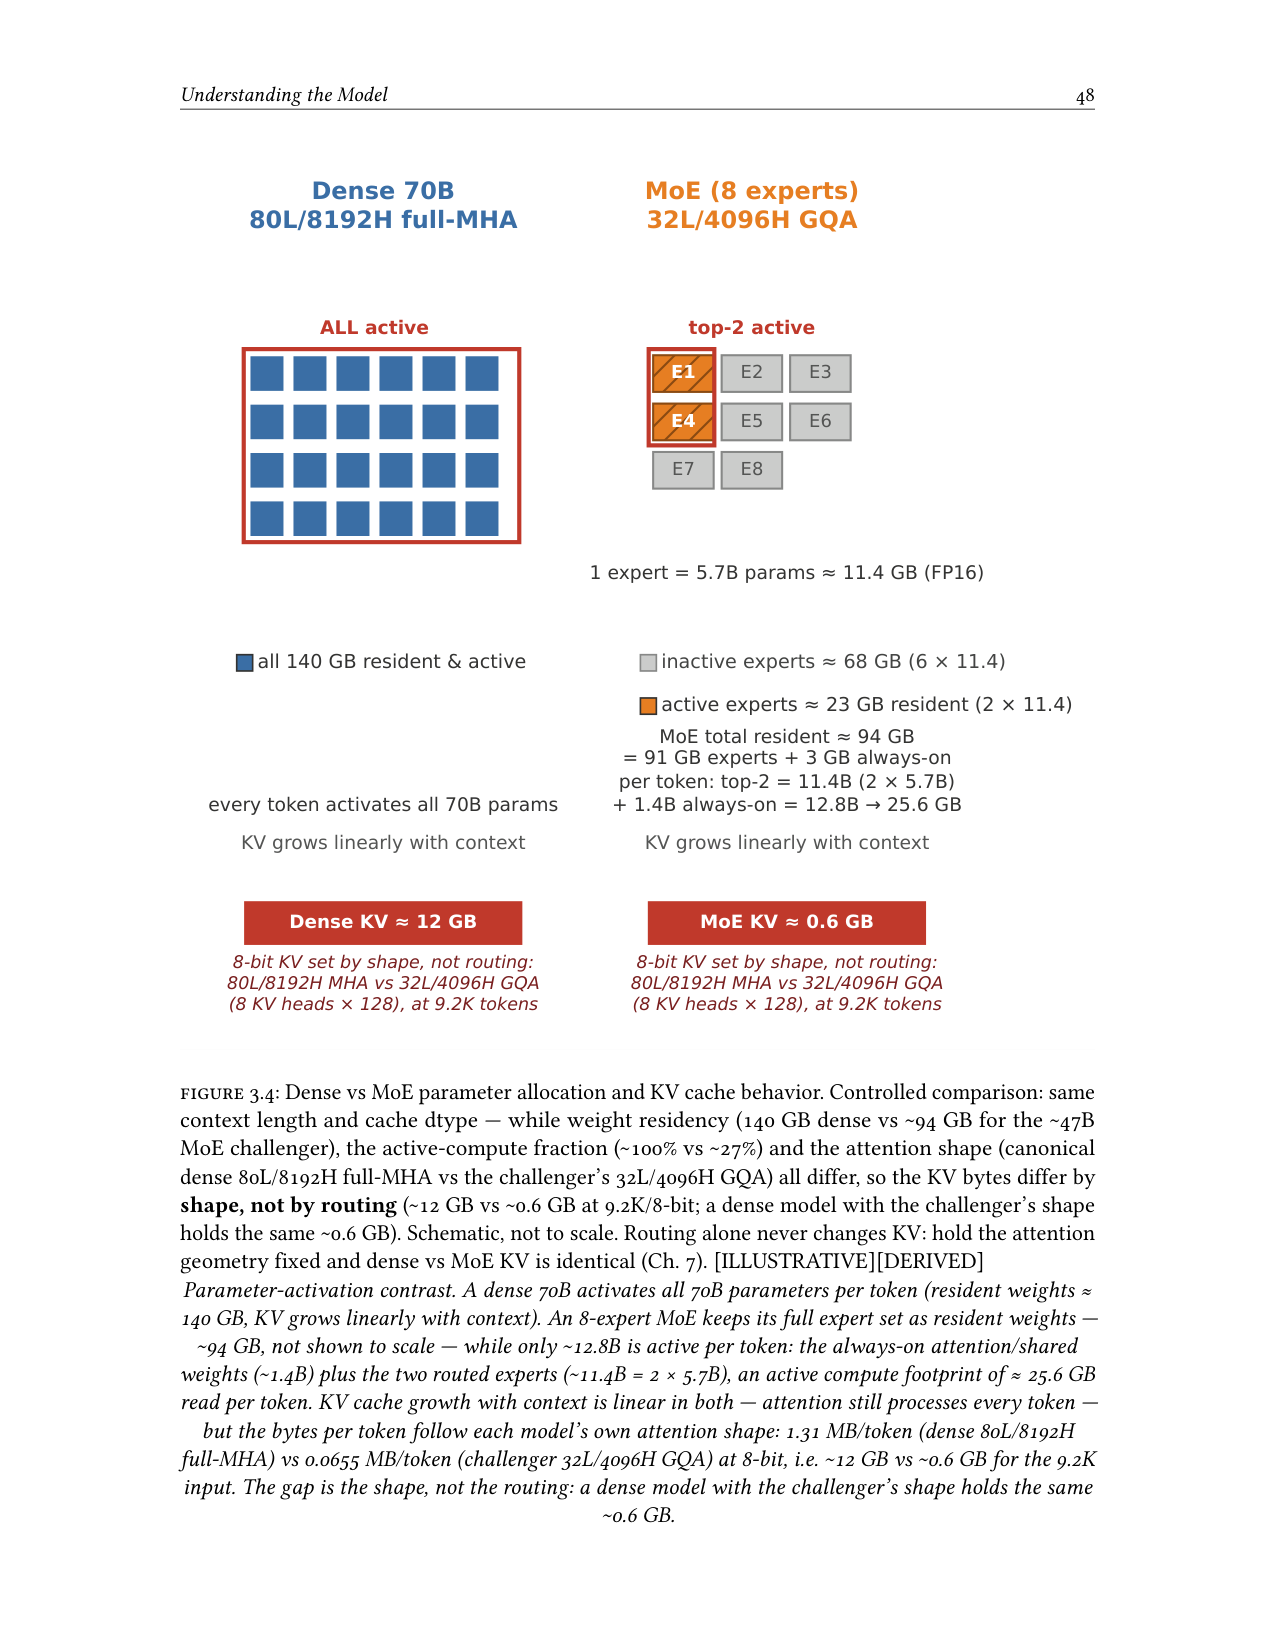 Understanding the Model 48
Dense 70B
80L/8192H full-MHA
MoE (8 experts)
32L/4096H GQA
ALL active
top-2 active
E1 E2 E3
E4 E5 E6
E7 E8
1 expert = 5.7B params ≈ 11.4 GB (FP16)
all 140 GB resident & active
inactive experts ≈ 68 GB (6 × 11.4)
active experts ≈ 23 GB resident (2 × 11.4)
MoE total resident ≈ 94 GB
= 91 GB experts + 3 GB always-on
per token: top-2 = 11.4B (2 × 5.7B)
+ 1.4B always-on = 12.8B → 25.6 GB
every token activates all 70B params
KV grows linearly with context
KV grows linearly with context
Dense KV ≈ 12 GB
8-bit KV set by shape, not routing:
80L/8192H MHA vs 32L/4096H GQA
(8 KV heads × 128), at 9.2K tokens
MoE KV ≈ 0.6 GB
8-bit KV set by shape, not routing:
80L/8192H MHA vs 32L/4096H GQA
(8 KV heads × 128), at 9.2K tokens
FIGURE 3.4: Dense vs MoE parameter allocation and KV cache behavior. Controlled comparison: same
context length and cache dtype — while weight residency (140 GB dense vs ~94 GB for the ~47B
MoE challenger), the active-compute fraction (~100% vs ~27%) and the attention shape (canonical
dense 80L/8192H full-MHA vs the challenger's 32L/4096H GQA) all differ, so the KV bytes differ by
shape, not by routing (~12 GB vs ~0.6 GB at 9.2K/8-bit; a dense model with the challenger's shape
holds the same ~0.6 GB). Schematic, not to scale. Routing alone never changes KV: hold the attention
geometry fixed and dense vs MoE KV is identical (Ch. 7). [ILLUSTRATIVE][DERIVED]
Parameter-activation contrast. A dense 70B activates all 70B parameters per token (resident weights ≈
140 GB, KV grows linearly with context). An 8-expert MoE keeps its full expert set as resident weights —
~94 GB, not shown to scale — while only ~12.8B is active per token: the always-on attention/shared
weights (~1.4B) plus the two routed experts (~11.4B = 2 × 5.7B), an active compute footprint of ≈ 25.6 GB
read per token. KV cache growth with context is linear in both — attention still processes every token —
but the bytes per token follow each model's own attention shape: 1.31 MB/token (dense 80L/8192H
full-MHA) vs 0.0655 MB/token (challenger 32L/4096H GQA) at 8-bit, i.e. ~12 GB vs ~0.6 GB for the 9.2K
input. The gap is the shape, not the routing: a dense model with the challenger's shape holds the same
~0.6 GB.